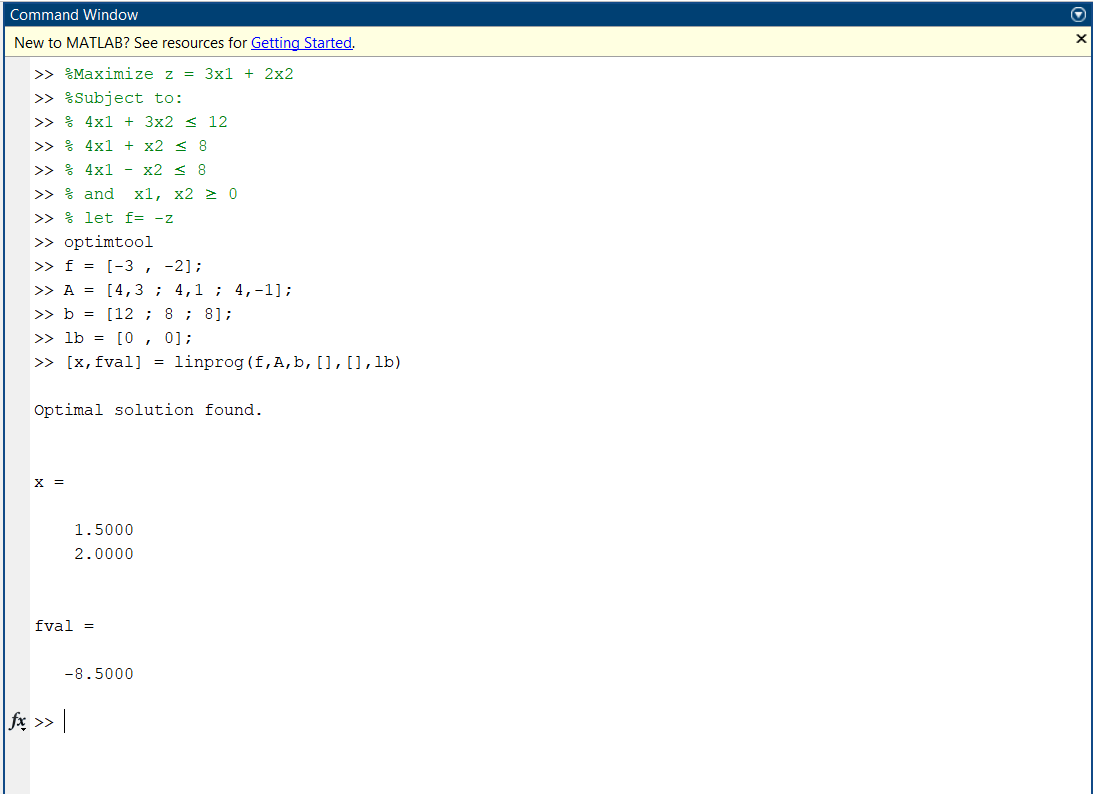 Command Window
New to MATLAB? See resources for Getting Started.
>> %Maximize z = 3x1 + 2x2
>> %Subject to:
>> % 4x1 + 3x2 ≤ 12
>> % 4x1 + x2 ≤ 8
>> % 4x1 - x2 ≤ 8
>> % and  x1, x2 ≥ 0
>> % let f= -z
>> optimtool
>> f = [-3 , -2];
>> A = [4,3 ; 4,1 ; 4,-1];
>> b = [12 ; 8 ; 8];
>> lb = [0 , 0];
>> [x,fval] = linprog(f,A,b,[],[],lb)
Optimal solution found.
x =
1.5000
2.0000
fval =
-8.5000
fx >>